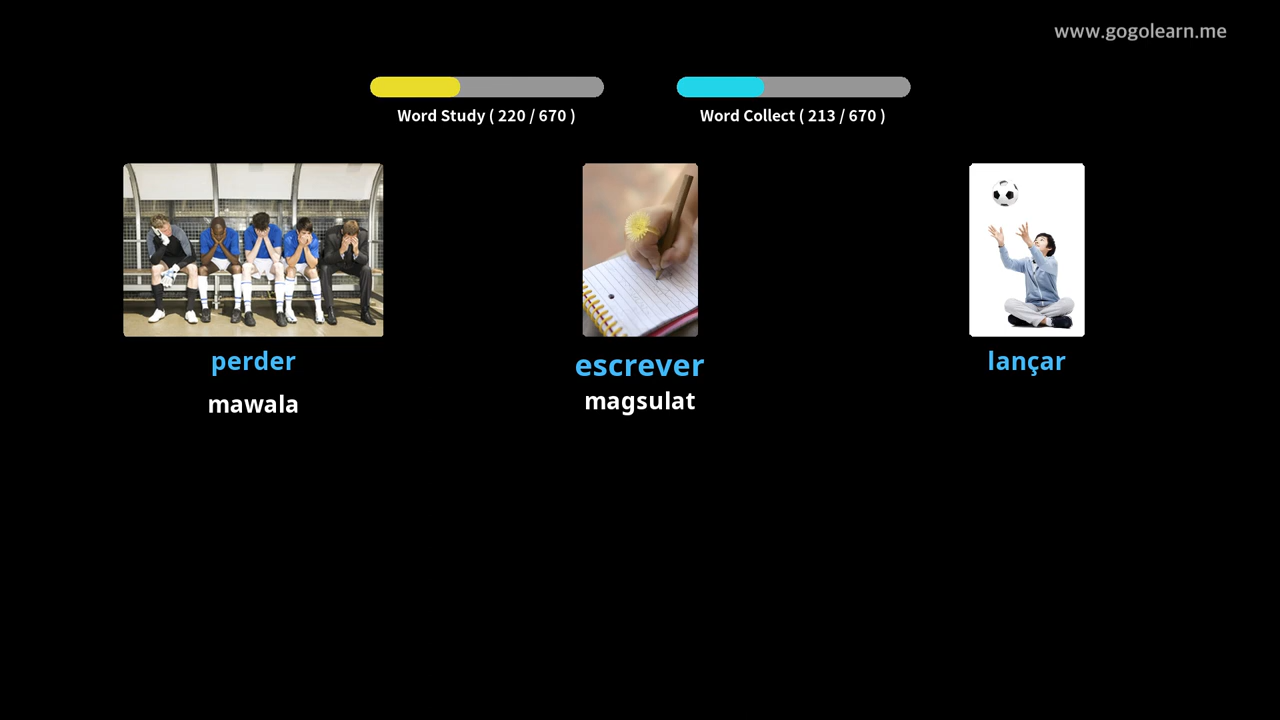 www.gogolearn.me
Word Study ( 220 / 670 )
Word Collect ( 213 / 670 )
perder
escrever
lançar
mawala
magsulat